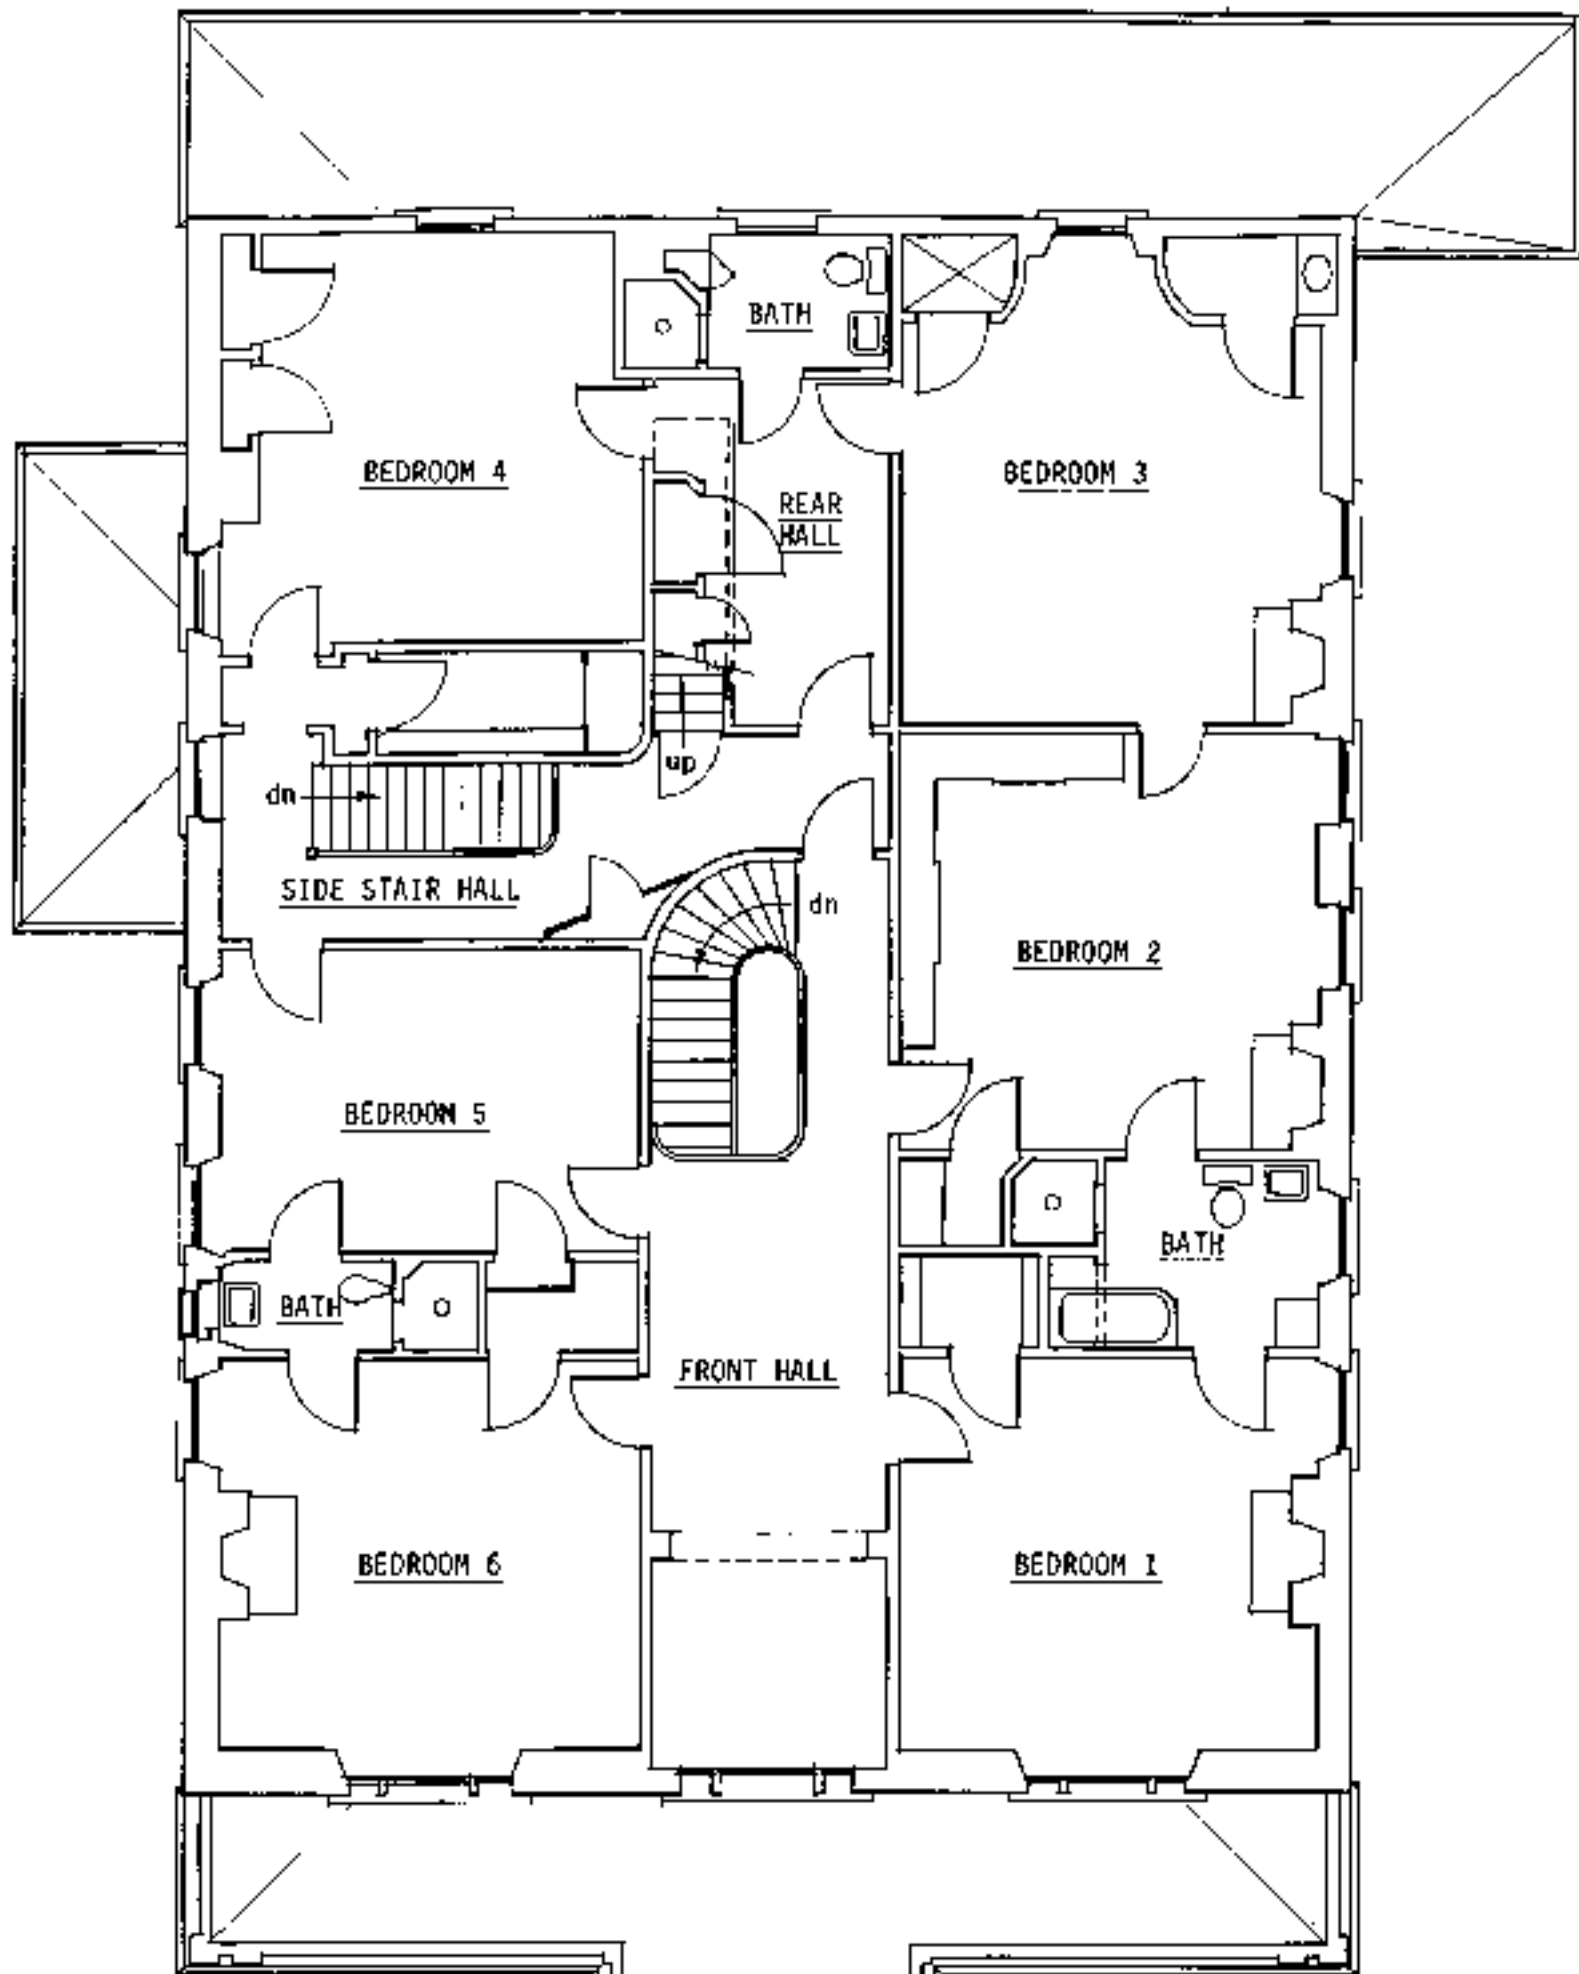 BATH
BEDROOM 4
BEDROOM 3
REAR
HALL
up
dn
SIDE STAIR HALL
dn
BEDROOM 2
BEDROOM 5
BATH
BATH
FRONT HALL
BEDROOM 6
BEDROOM 1